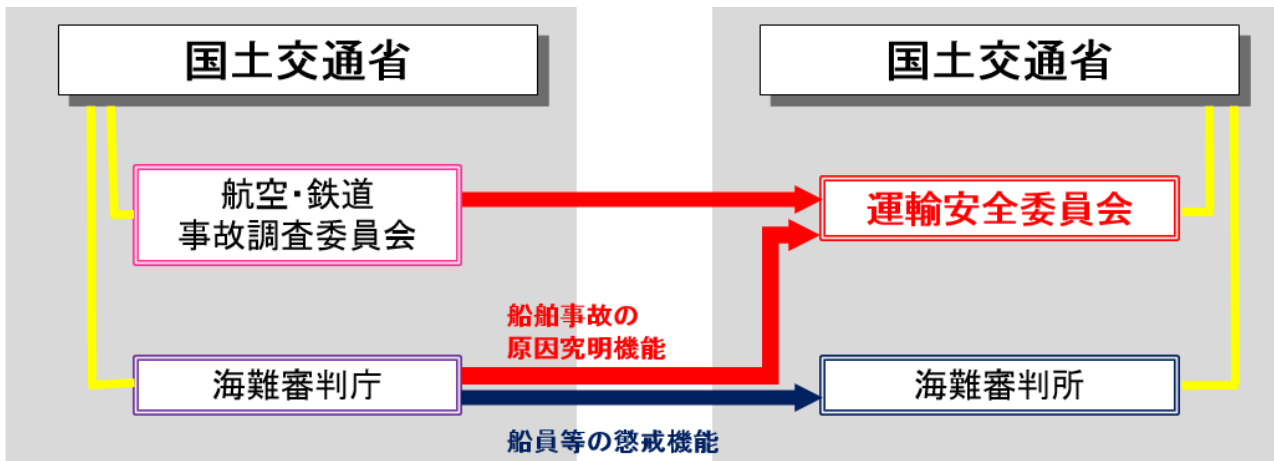 国土交通省
国土交通省
航空・鉄道
事故調査委員会
運輸安全委員会
船舶事故の
原因究明機能
海難審判庁
海難審判所
船員等の懲戒機能